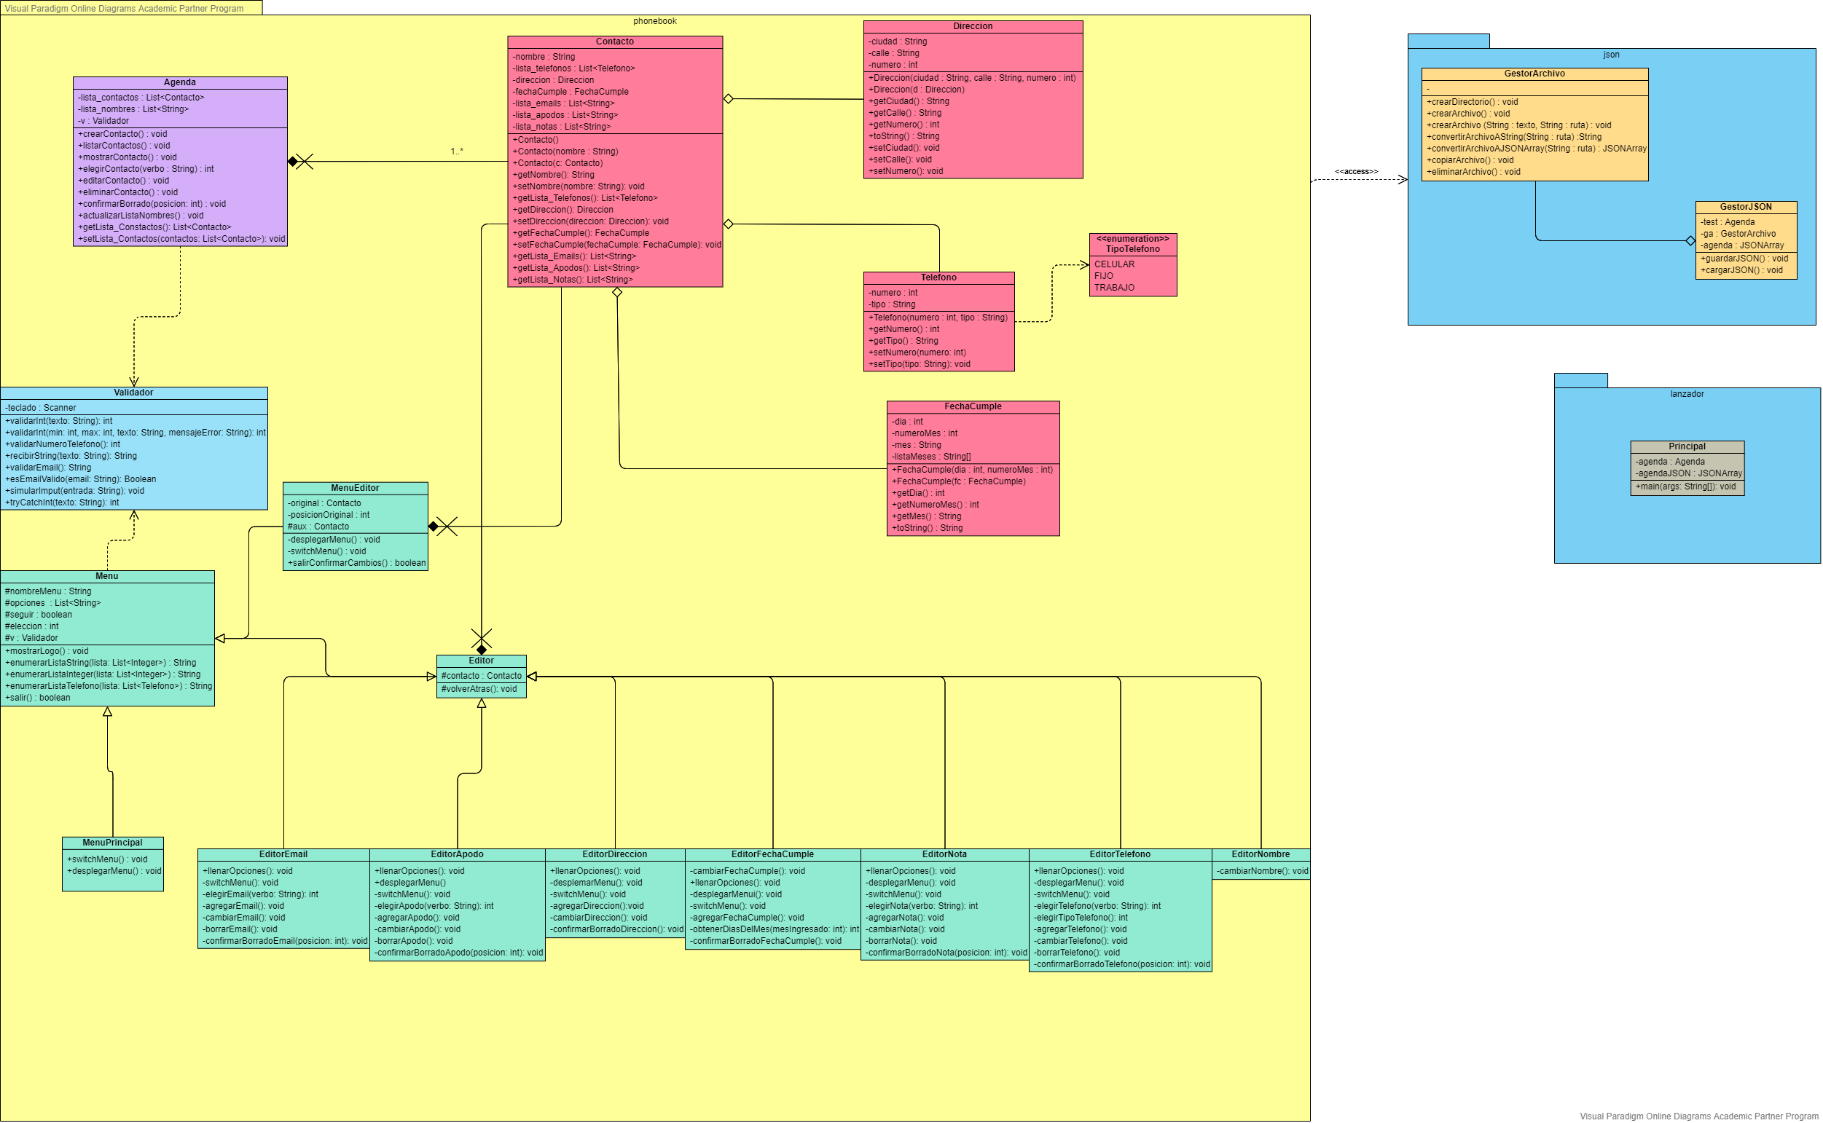 Visual Paradigm Online Diagrams Academic Partner Program
phonebook
Agenda
-lista_contactos : List<Contacto>
-lista_nombres : List<String>
-v : Validador
+crearContacto() : void
+listarContactos() : void
+mostrarContacto() : void
+elegirContacto(verbo : String) : int
+editarContacto() : void
+eliminarContacto() : void
+confirmarBorrado(posicion: int) : void
+actualizarListaNombres() : void
+getLista_Constactos(): List<Contacto>
+setLista_Contactos(contactos: List<Contacto>): void
1..*
Contacto
-nombre : String
-lista_telefonos : List<Telefono>
-direccion : Direccion
-fechaCumple : FechaCumple
-lista_emails : List<String>
-lista_apodos : List<String>
-lista_notas : List<String>
+Contacto()
+Contacto(nombre : String)
+Contacto(c: Contacto)
+getNombre(): String
+setNombre(nombre: String): void
+getLista_Telefonos(): List<Telefono>
+getDireccion(): Direccion
+setDireccion(direccion: Direccion): void
+getFechaCumple(): FechaCumple
+setFechaCumple(fechaCumple: FechaCumple): void
+getLista_Emails(): List<String>
+getLista_Apodos(): List<String>
+getLista_Notas(): List<String>
Direccion
-ciudad : String
-calle : String
-numero : int
+Direccion(ciudad : String, calle : String, numero : int)
+Direccion(d : Direccion)
+getCiudad() : String
+getCalle() : String
+getNumero() : int
+toString() : String
+setCiudad(): void
+setCalle(): void
+setNumero(): void
Telefono
-numero : int
-tipo : String
+Telefono(numero : int, tipo : String)
+getNumero() : int
+getTipo() : String
+setNumero(numero: int)
+setTipo(tipo: String): void
<<enumeration>>
TipoTelefono
CELULAR
FIJO
TRABAJO
FechaCumple
-dia : int
-numeroMes : int
-mes : String
-listaMeses : String[]
+FechaCumple(dia : int, numeroMes : int)
+FechaCumple(fc : FechaCumple)
+getDia() : int
+getNumeroMes() : int
+getMes() : String
+toString() : String
Validador
-teclado : Scanner
+validarInt(texto: String): int
+validarInt(min: int, max: int, texto: String, mensajeError: String): int
+validarNumeroTelefono(): int
+recibirString(texto: String): String
+validarEmail(): String
+esEmailValido(email: String): Boolean
+simularImput(entrada: String): void
+tryCatchInt(texto: String): int
MenuEditor
-original : Contacto
-posicionOriginal : int
#aux : Contacto
-desplegarMenu() : void
-switchMenu() : void
+salirConfirmarCambios() : boolean
Menu
#nombreMenu : String
#opciones  : List<String>
#seguir : boolean
#eleccion : int
#v : Validador
+mostrarLogo() : void
+enumerarListaString(lista: List<Integer>) : String
+enumerarListaInteger(lista: List<Integer>) : String
+enumerarListaTelefono(lista: List<Telefono>) : String
+salir() : boolean
Editor
#contacto : Contacto
#volverAtras(): void
MenuPrincipal
+switchMenu() : void
+desplegarMenu() : void
EditorEmail
+llenarOpciones(): void
-switchMenu(): void
-elegirEmail(verbo: String): int
-agregarEmail(): void
-cambiarEmail(): void
-borrarEmail(): void
-confirmarBorradoEmail(posicion: int): void
EditorApodo
+llenarOpciones(): void
+desplegarMenu()
-switchMenu(): void
-elegirApodo(verbo: String): int
-agregarApodo(): void
-cambiarApodo(): void
-borrarApodo(): void
-confirmarBorradoApodo(posicion: int): void
EditorDireccion
+llenarOpciones(): void
-desplemarMenu(): void
-switchMenu(): void
-agregarDireccion():void
-cambiarDireccion(): void
-confirmarBorradoDireccion(): void
EditorFechaCumple
-cambiarFechaCumple(): void
+llenarOpciones(): void
-desplegarMenui(): void
-switchMenu(): void
-agregarFechaCumple(): void
-obtenerDiasDelMes(mesIngresado: int): int
-confirmarBorradoFechaCumple(): void
EditorNota
+llenarOpciones(): void
-desplegarMenu(): void
-switchMenu(): void
-elegirNota(verbo: String): int
-agregarNota(): void
-cambiarNota(): void
-borrarNota(): void
-confirmarBorradoNota(posicion: int): void
EditorTelefono
+llenarOpciones(): void
-desplegarMenu(): void
-switchMenu(): void
-elegirTelefono(verbo: String): int
-elegirTipoTelefono(): int
-agregarTelefono(): void
-cambiarTelefono(): void
-borrarTelefono(): void
-confirmarBorradoTelefono(posicion: int): void
EditorNombre
-cambiarNombre(): void
<<access>>
json
GestorArchivo
-
+crearDirectorio() : void
+crearArchivo() : void
+crearArchivo (String : texto, String : ruta) : void
+convertirArchivoAString(String : ruta) :String
+convertirArchivoAJSONArray(String : ruta) : JSONArray
+copiarArchivo() : void
+eliminarArchivo() : void
GestorJSON
-test : Agenda
-ga : GestorArchivo
-agenda : JSONArray
+guardarJSON() : void
+cargarJSON() : void
lanzador
Principal
-agenda : Agenda
-agendaJSON : JSONArray
+main(args: String[]): void
Visual Paradigm Online Diagrams Academic Partner Program